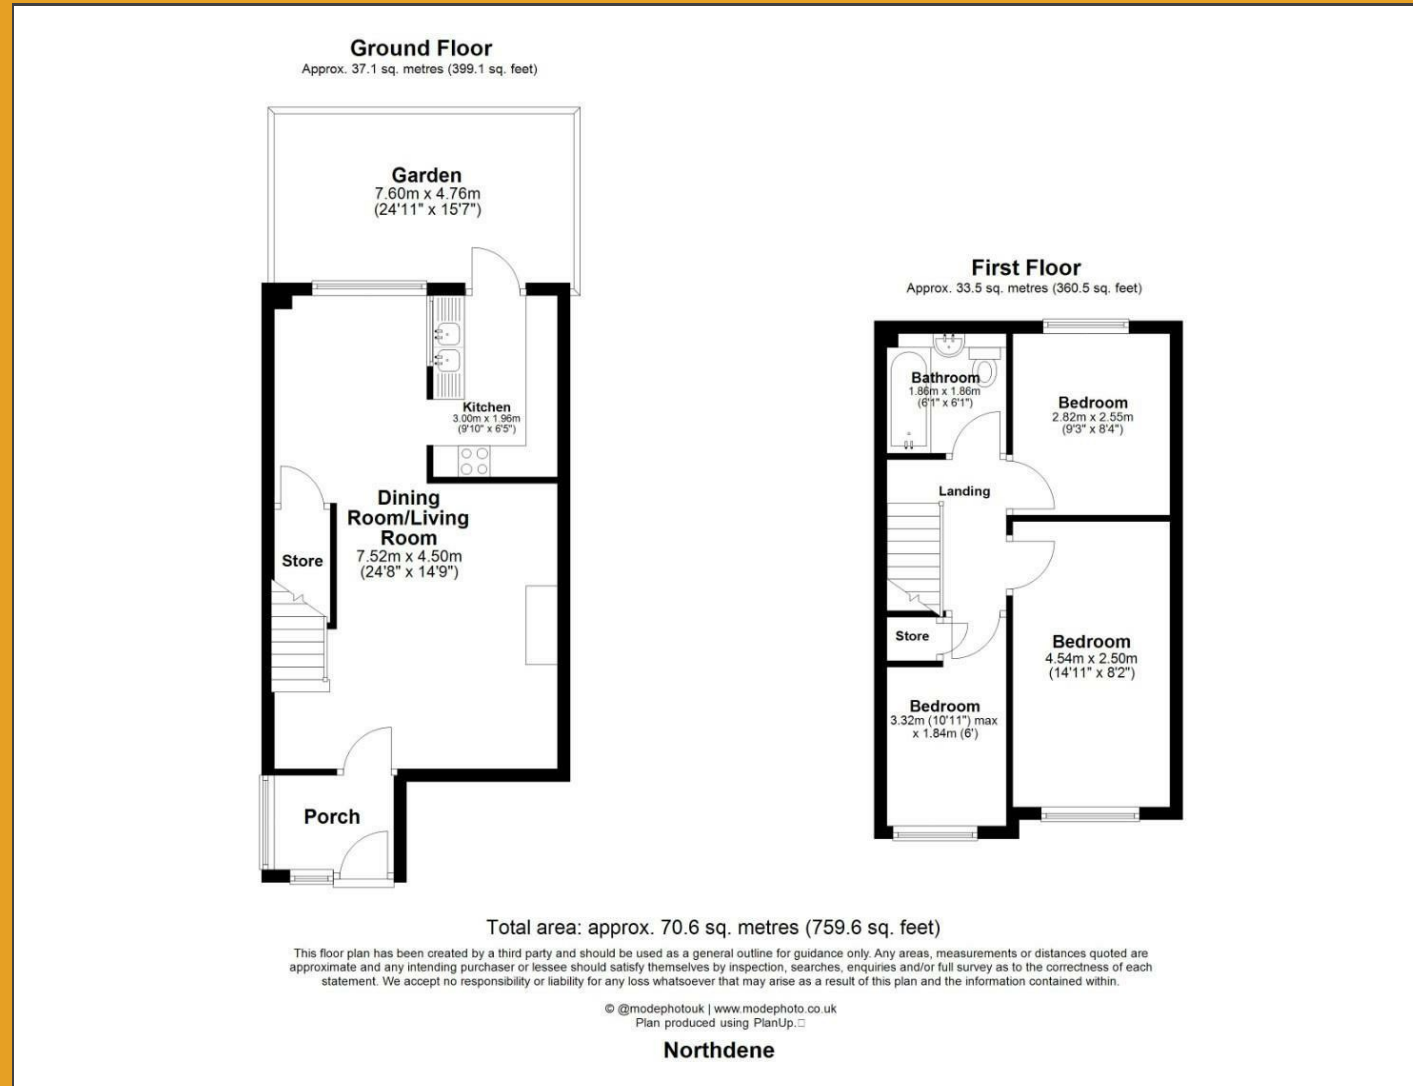 Ground Floor
Approx. 37.1 sq. metres (399.1 sq. feet)
Garden
7.60m x 4.76m
(24'11" x 15'7")
Kitchen
3.00m x 1.96m
(9'10" x 6'5")
Dining
Room/Living
Room
7.52m x 4.50m
(24'8" x 14'9")
Store
Porch
First Floor
Approx. 33.5 sq. metres (360.5 sq. feet)
Bathroom
1.86m x 1.86m
(6'1" x 6'1")
Bedroom
2.82m x 2.55m
(9'3" x 8'4")
Landing
Store
Bedroom
4.54m x 2.50m
(14'11" x 8'2")
Bedroom
3.32m (10'11") max
x 1.84m (6')
Total area: approx. 70.6 sq. metres (759.6 sq. feet)
This floor plan has been created by a third party and should be used as a general outline for guidance only. Any areas, measurements or distances quoted are
approximate and any intending purchaser or lessee should satisfy themselves by inspection, searches, enquiries and/or full survey as to the correctness of each
statement. We accept no responsibility or liability for any loss whatsoever that may arise as a result of this plan and the information contained within.
© @modephotouk | www.modephoto.co.uk
Plan produced using PlanUp.□
Northdene